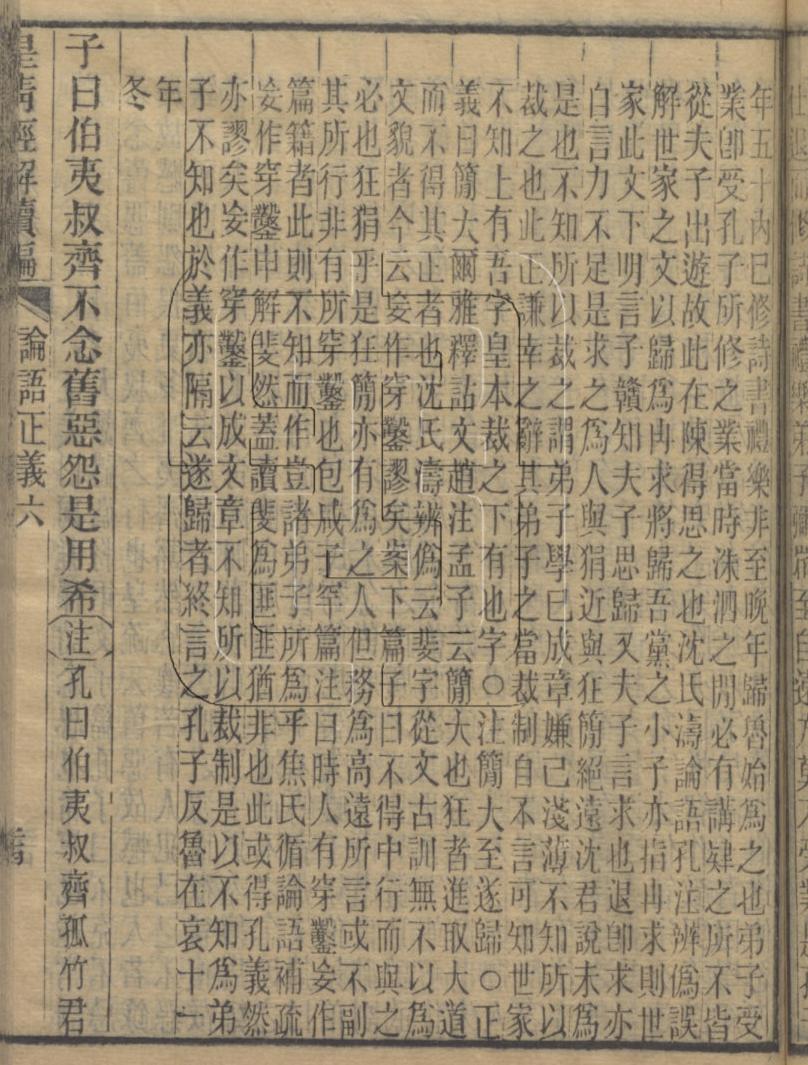 年五十內已修詩書禮樂非至晚年歸魯始爲之也弟子受
業卽受孔子所修之業當時洙泗之閒必有講肄之所不皆
從夫子出遊故此在陳得思之也沈氏濤論語孔注辨僞誤
解世家之文以歸爲冉求將歸吾黨之小子亦指冉求則世
家此文下明言子贛知夫子思歸又夫子言求也退卽求亦
自言力不足是求之爲人與狷近與狂簡絕遠沈君說未爲
是也不知所以裁之謂弟子學已成章嫌己淺薄不知所以
裁之也此正謙幸之辭其弟子之當裁制自不言可知世家
不知上有吾字皇本裁之下有也字○注簡大至遂歸○正
義曰簡大爾雅釋詁文趙注孟子云簡大也狂者進取大道
而不得其正者也沈氏濤辨僞云斐字從文古訓無不以爲
文貌者今云妄作穿鑿謬矣案下篇子曰不得中行而與之
必也狂狷乎是狂簡亦有爲之人但務爲高遠所言或不副
其所行非有所穿鑿也包咸子罕篇注曰時人有穿鑿妄作
篇籍者此則不知而作豈諸弟子所爲乎焦氏循論語補疏
妄作穿鑿申解斐然蓋讀斐爲匪匪猶非也此或得孔義然
亦謬矣妄作穿鑿以成文章不知所以裁制是以不知爲弟
子不知也於義亦隔云遂歸者終言之孔子反魯在哀十一
年
冬
子曰伯夷叔齊不念舊惡怨是用希注孔曰伯夷叔齊孤竹君
皇清經解續編
論語正義六